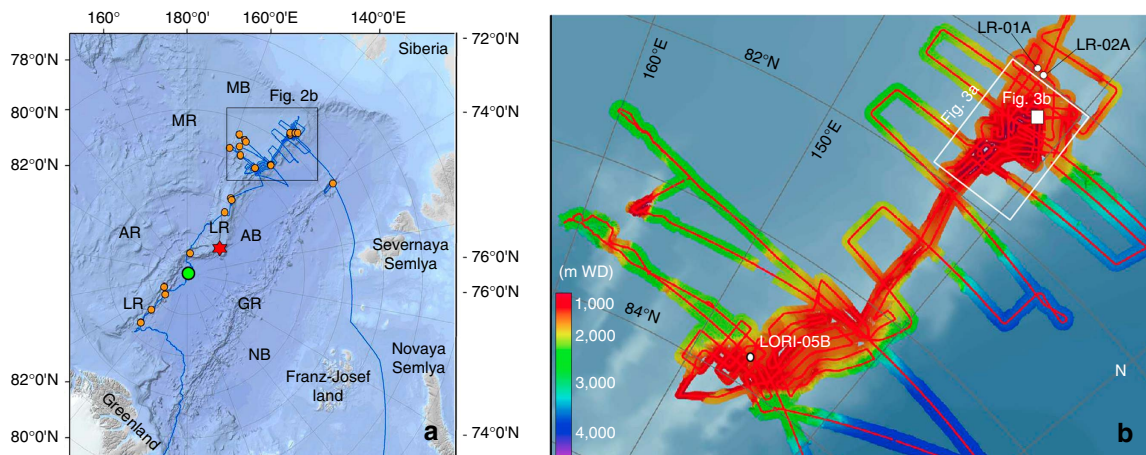 160°
180.0°
160.0°
140.0°
78°0'N
80°0'N
82°0'N
82°0'N
80°0'N
- 72°0'N
- 74°0'N
- 76°0'N
- 76°0'N
- 74°0'N
Siberia
MB
Fig. 2b
MR
LR
AR
AB
Severnaya
Semlya
LR
GR
NB
Franz-Josef
land
Novaya
Semlya
Greenland
a
160°E
82°N
150°E
LR-01A
LR-02A
Fig. 3a
Fig. 3b
(m WD)
1,000
2,000
3,000
4,000
84°N
LORI-05B
N
b